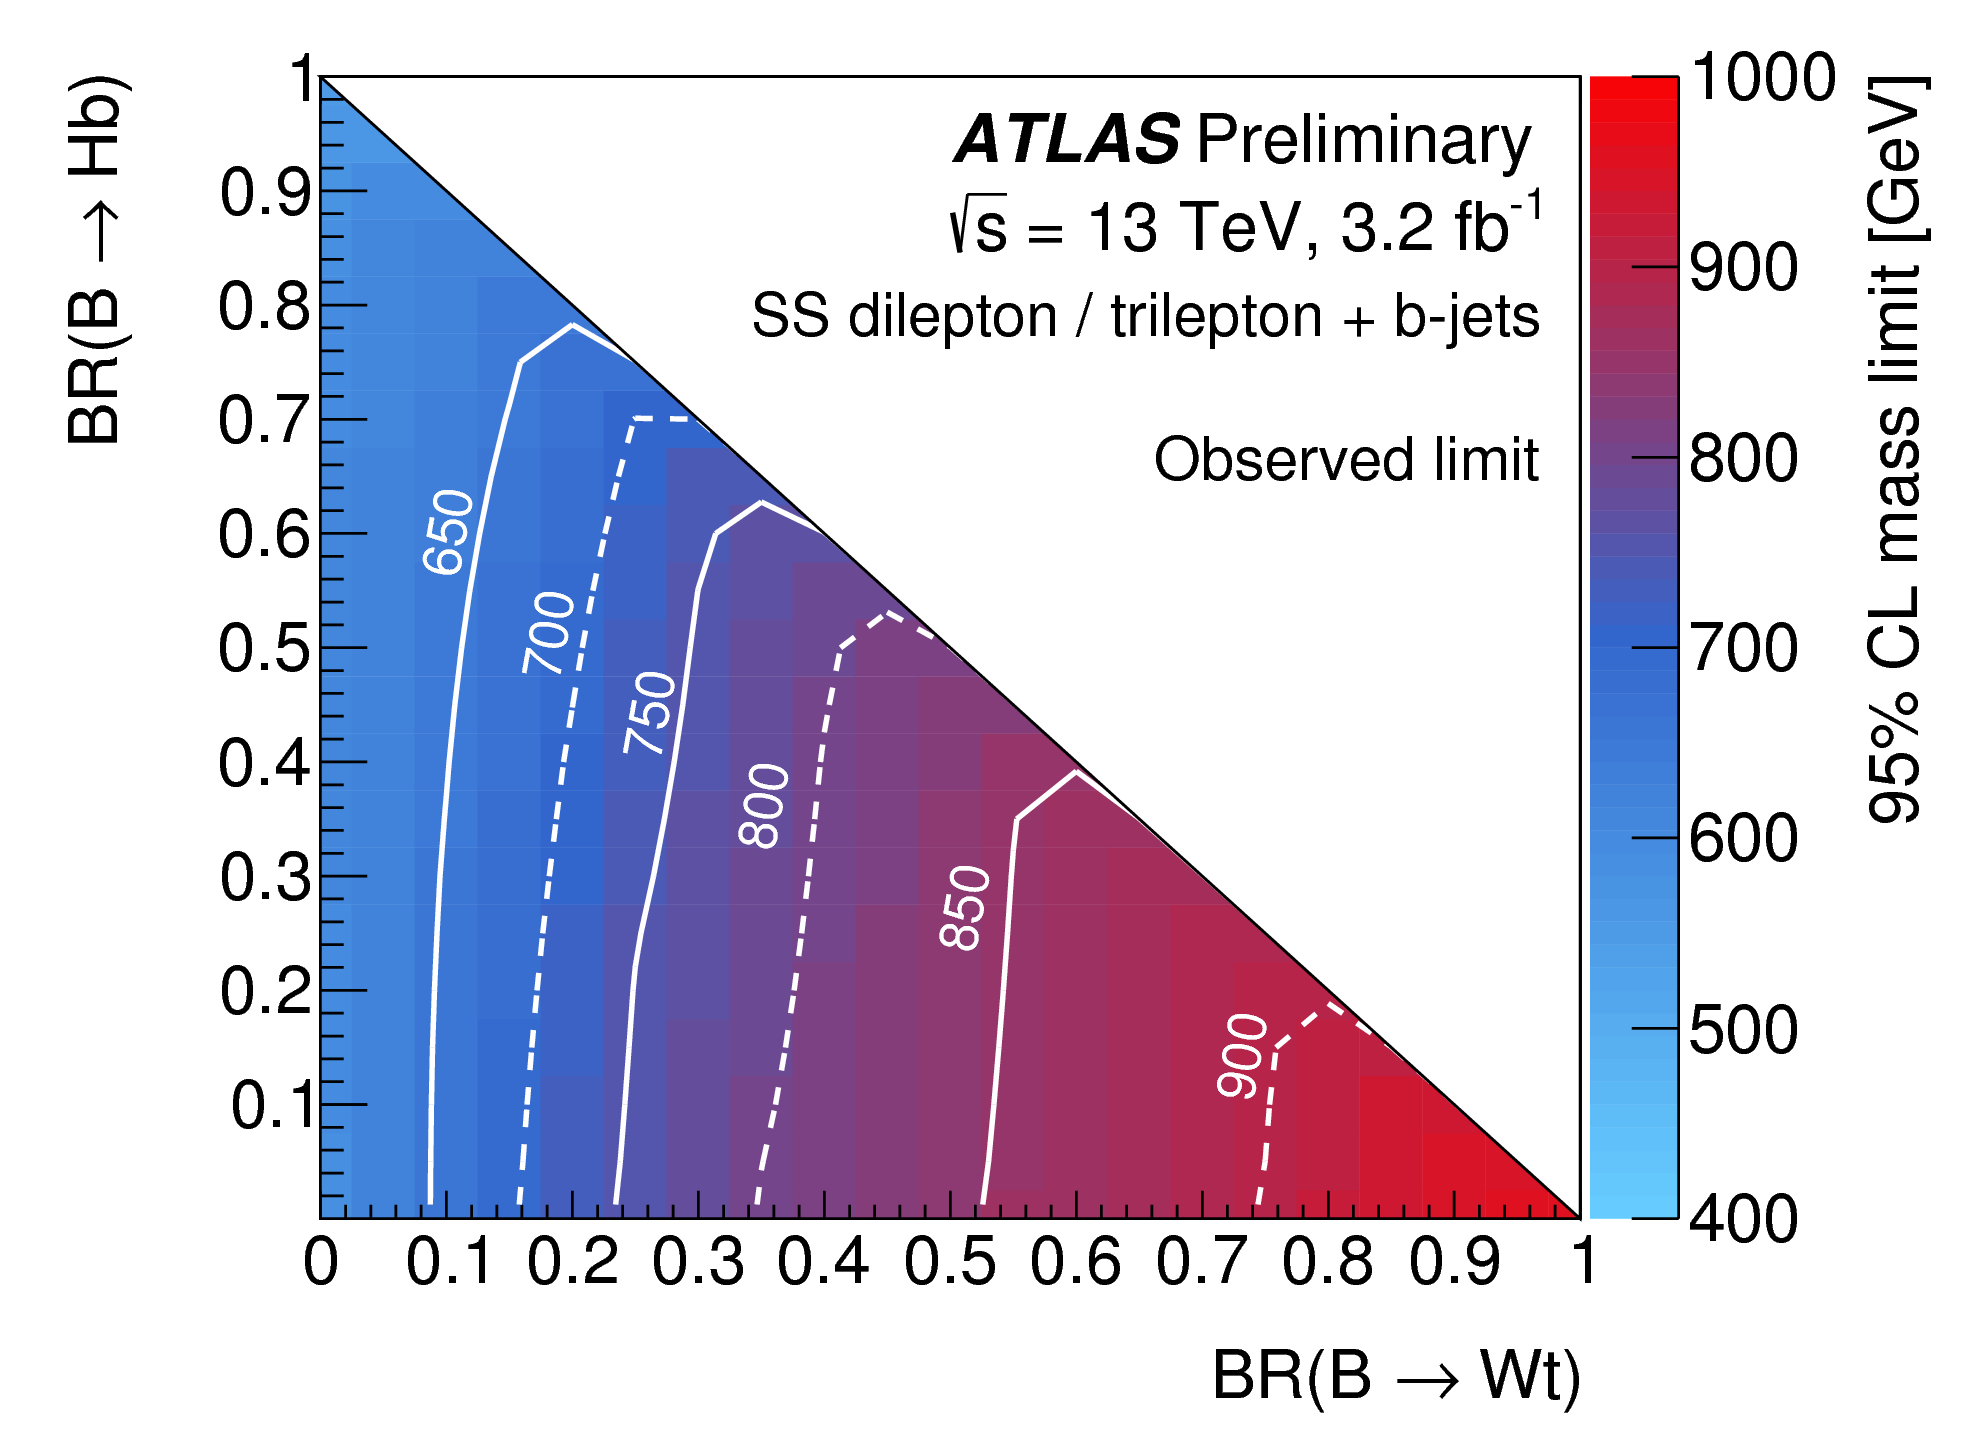 BR(B → Hb)
1
0.9
0.8
0.7
0.6
0.5
0.4
0.3
0.2
0.1
ATLAS Preliminary
√s = 13 TeV, 3.2 fb⁻¹
SS dilepton / trilepton + b-jets
Observed limit
650
700
750
800
850
900
0 0.1 0.2 0.3 0.4 0.5 0.6 0.7 0.8 0.9 1
BR(B → Wt)
1000
900
800
700
600
500
400
95% CL mass limit [GeV]